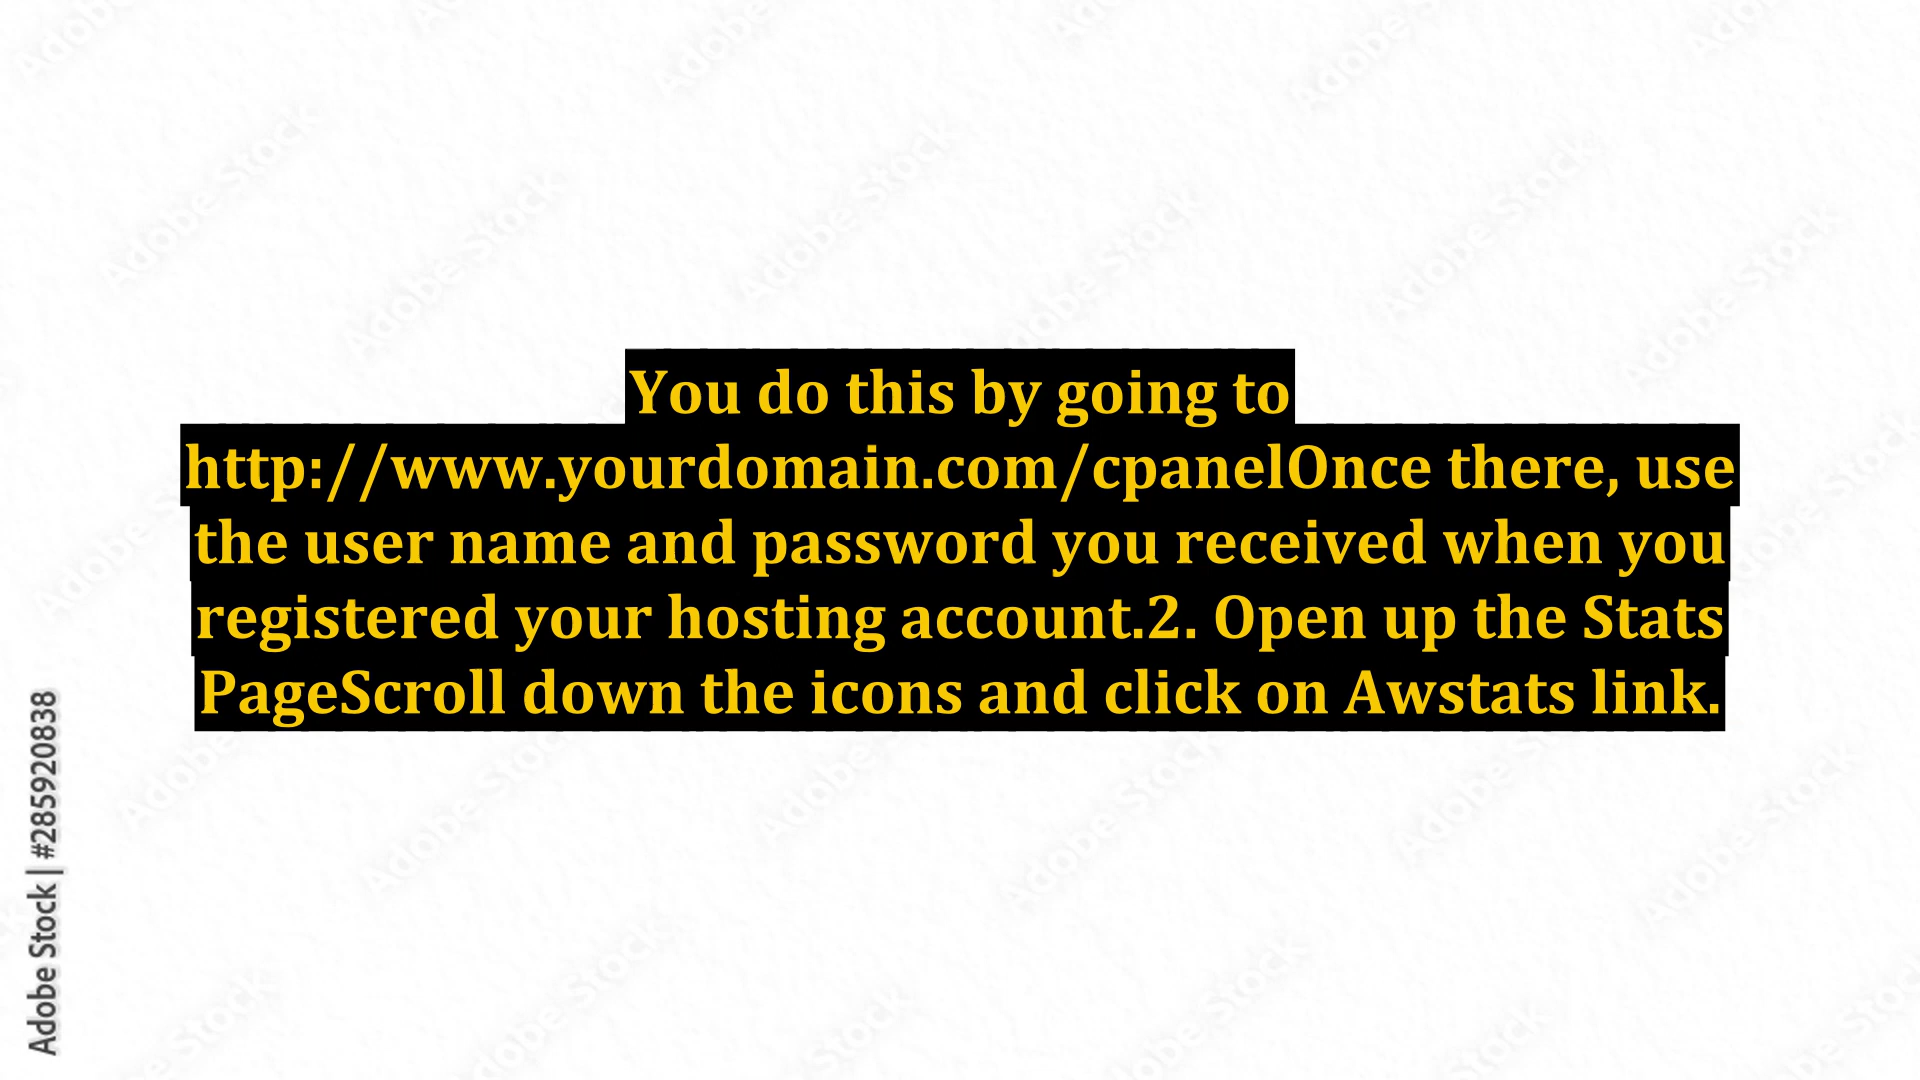 You do this by going to
http://www.yourdomain.com/cpanelOnce there, use
the user name and password you received when you
registered your hosting account.2. Open up the Stats
PageScroll down the icons and click on Awstats link.
Adobe Stock | #285920838